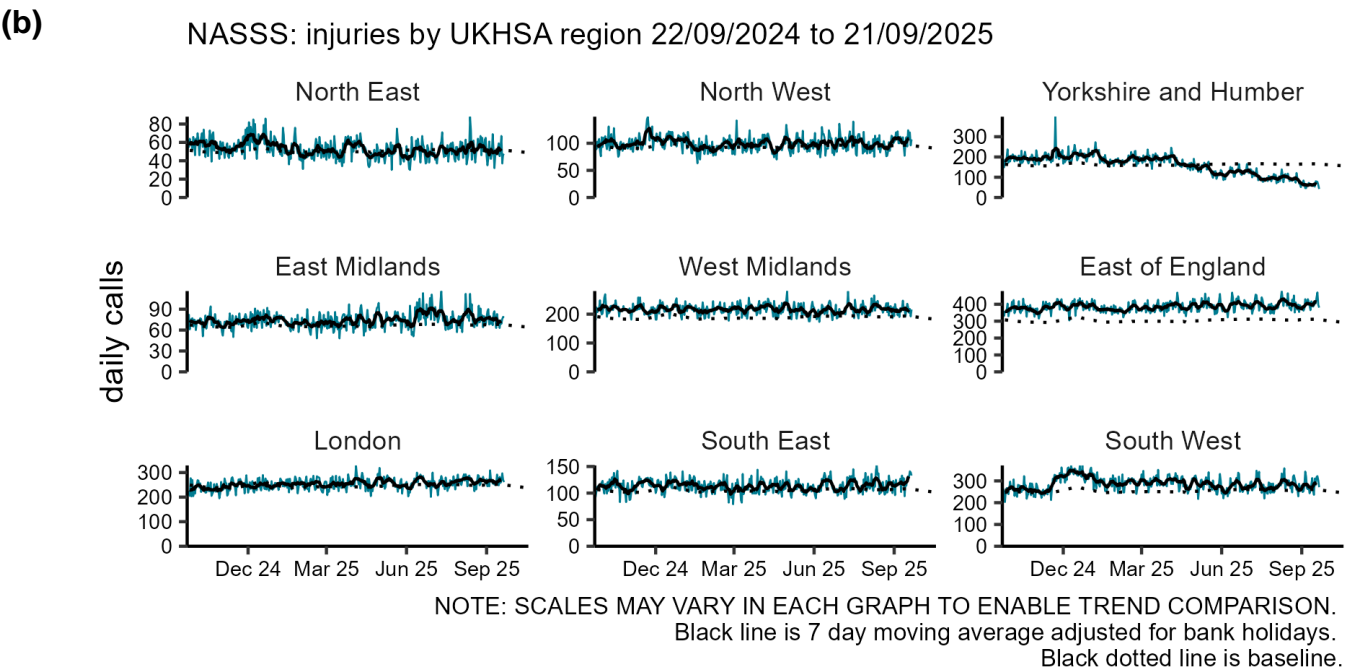 (b)
NASSS: injuries by UKHSA region 22/09/2024 to 21/09/2025
North East
North West
Yorkshire and Humber
80
60
40
20
0
100
50
0
300
200
100
0
daily calls
East Midlands
West Midlands
East of England
90
60
30
0
200
100
0
400
300
200
100
0
London
South East
South West
300
200
100
0
150
100
50
0
300
200
100
0
Dec 24 Mar 25 Jun 25 Sep 25
Dec 24 Mar 25 Jun 25 Sep 25
Dec 24 Mar 25 Jun 25 Sep 25
NOTE: SCALES MAY VARY IN EACH GRAPH TO ENABLE TREND COMPARISON.
Black line is 7 day moving average adjusted for bank holidays.
Black dotted line is baseline.